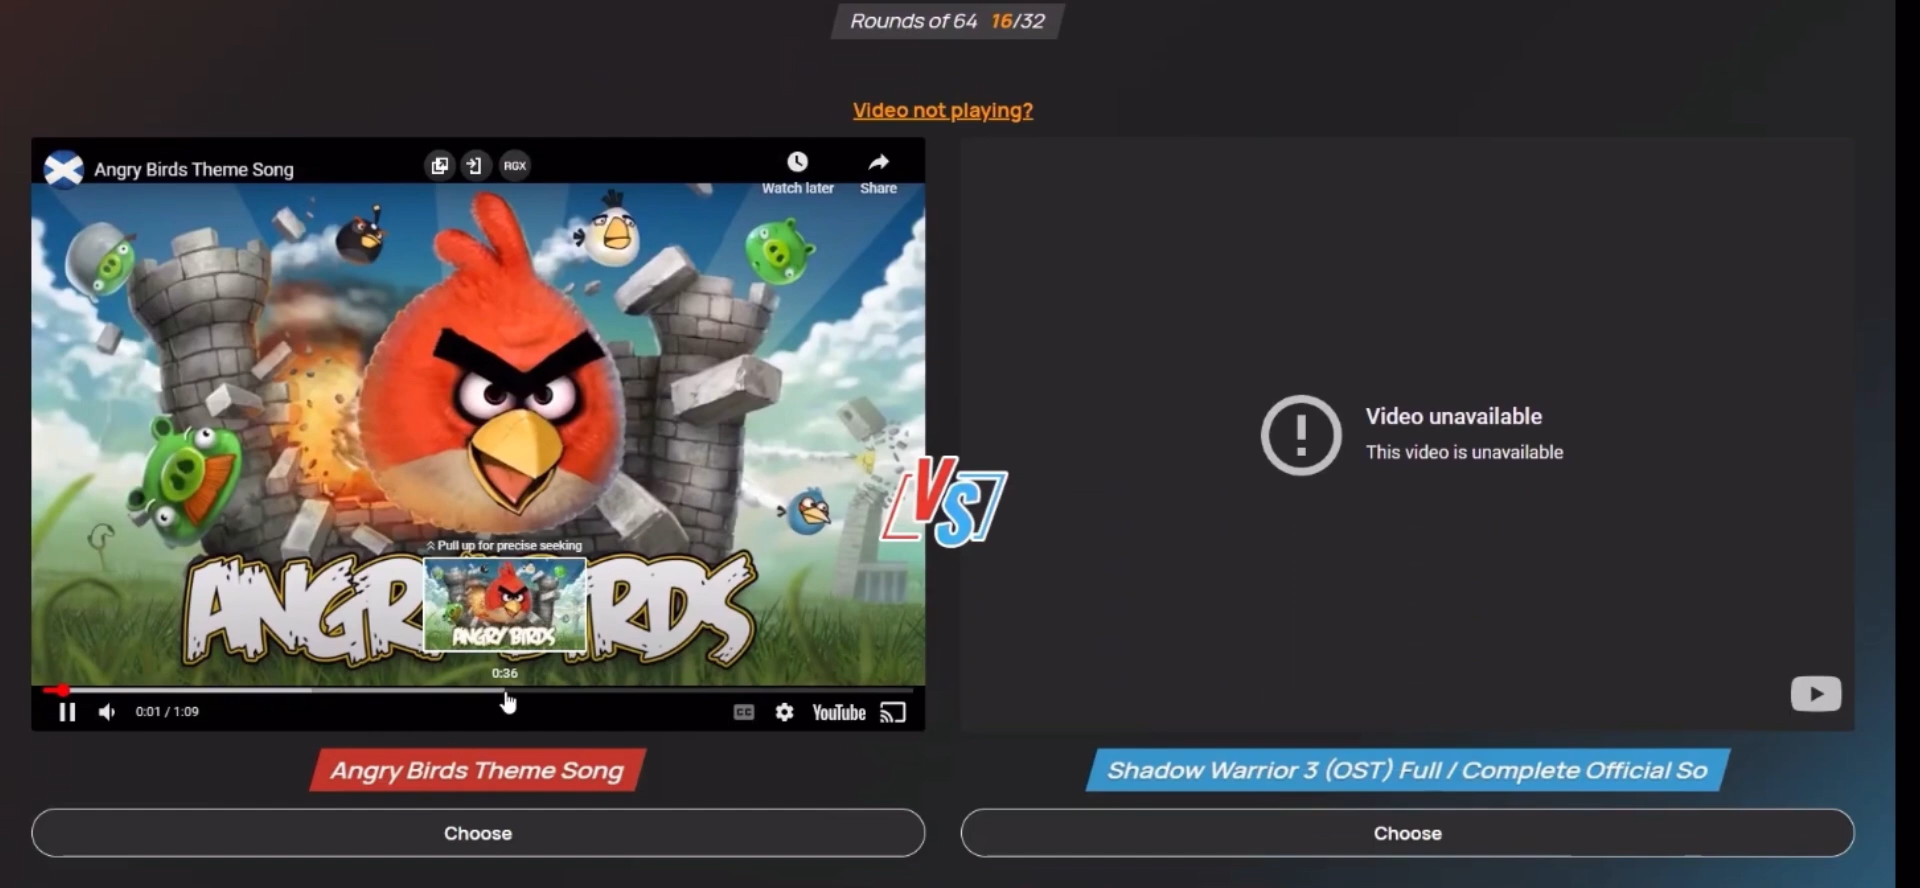 Rounds of 64 16/32
Video not playing?
Angry Birds Theme Song
RGX
Watch later
Share
Pull up for precise seeking
ANGRY BIRDS
0:36
0:01 / 1:09
CC
YouTube
Video unavailable
This video is unavailable
VS
Angry Birds Theme Song
Shadow Warrior 3 (OST) Full / Complete Official So
Choose
Choose